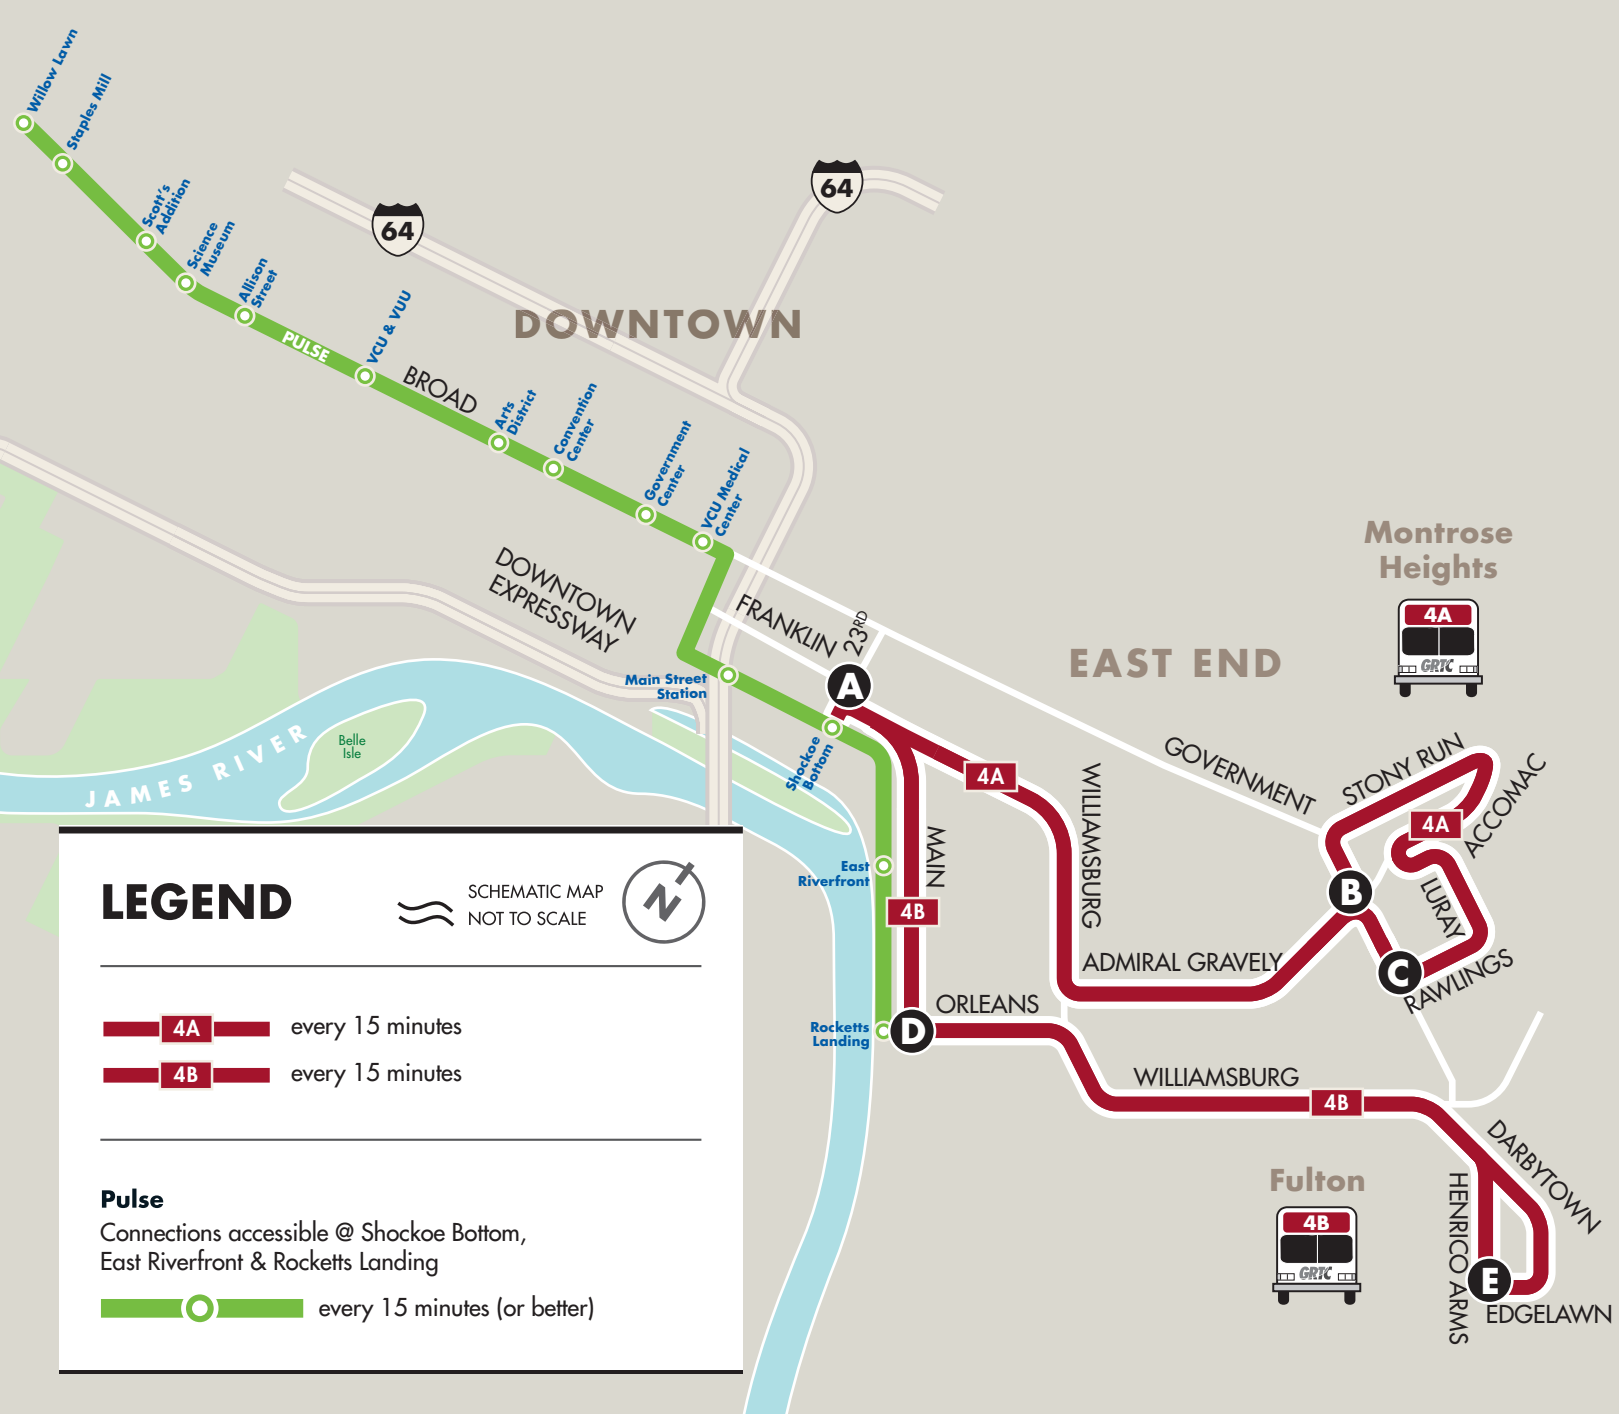 Willow Lawn
Staples Mill
Scott's
Addition
Science
Museum
Allison
Street
PULSE
VCU & VUU
BROAD
Arts
District
Convention
Center
Government
Center
VCU Medical
Center
64
64
DOWNTOWN
DOWNTOWN
EXPRESSWAY
FRANKLIN
23RD
Main Street
Station
A
Shockoe
Bottom
EAST END
Montrose
Heights
4A
GRTC
GOVERNMENT
STONY RUN
ACCOMAC
4A
4A
WILLIAMSBURG
MAIN
East
Riverfront
4B
B
LURAY
C
RAWLINGS
ADMIRAL GRAVELY
ORLEANS
Rocketts
Landing
D
WILLIAMSBURG
4B
DARBYTOWN
HENRICO ARMS
E
EDGELAWN
Fulton
4B
GRTC
JAMES RIVER
Belle
Isle
LEGEND
SCHEMATIC MAP
NOT TO SCALE
N
4A every 15 minutes
4B every 15 minutes
Pulse
Connections accessible @ Shockoe Bottom,
East Riverfront & Rocketts Landing
every 15 minutes (or better)